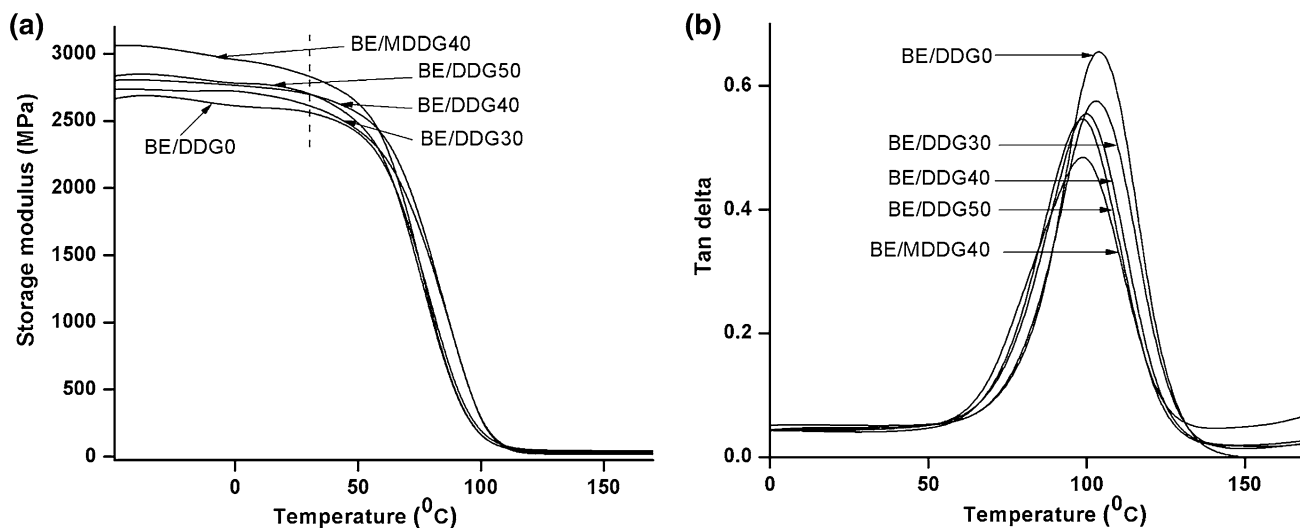 (a)
3000
2500
2000
1500
1000
500
0
Storage modulus (MPa)
BE/MDDG40
BE/DDG50
BE/DDG40
BE/DDG30
BE/DDG0
0 50 100 150
Temperature (⁰C)
(b)
0.6
0.4
0.2
0.0
Tan delta
BE/DDG0
BE/DDG30
BE/DDG40
BE/DDG50
BE/MDDG40
0 50 100 150
Temperature (⁰C)